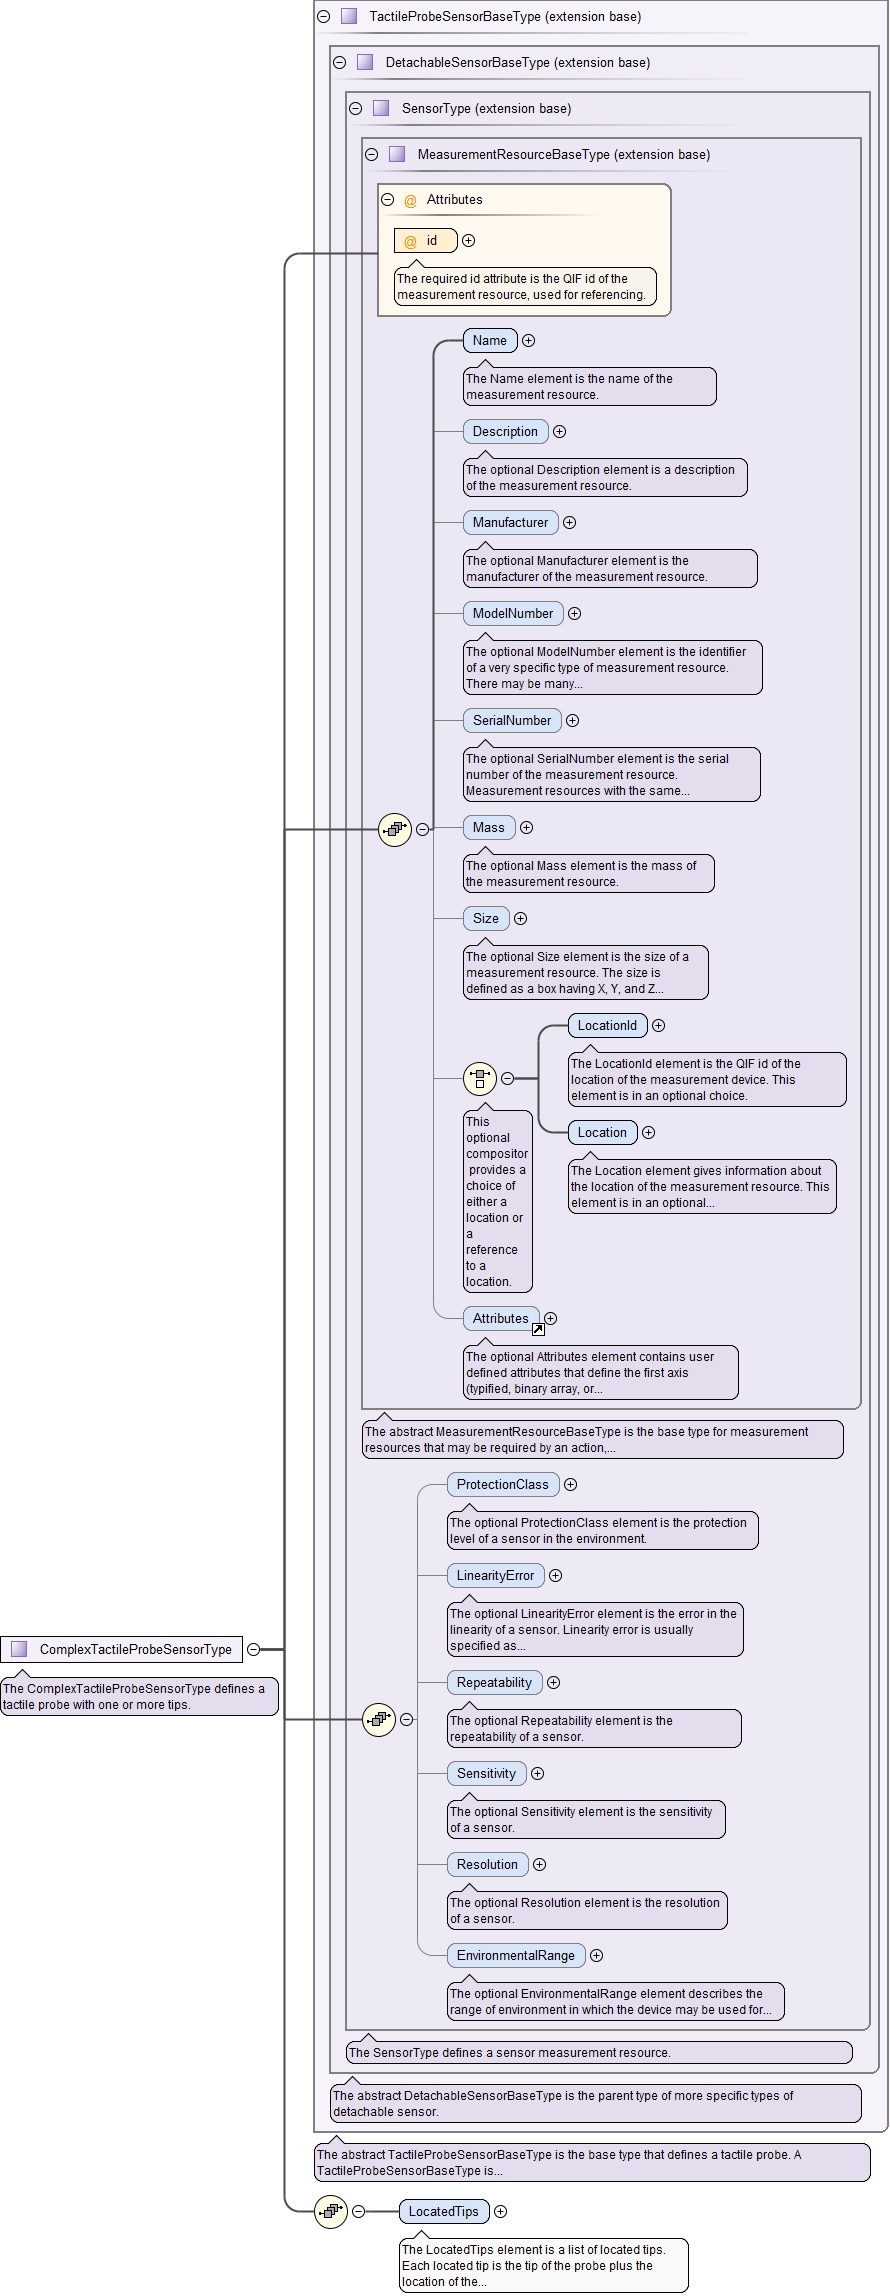 TactileProbeSensorBaseType (extension base)
DetachableSensorBaseType (extension base)
SensorType (extension base)
MeasurementResourceBaseType (extension base)
@ Attributes
@ id
The required id attribute is the QIF id of the
measurement resource, used for referencing.
Name
The Name element is the name of the
measurement resource.
Description
The optional Description element is a description
of the measurement resource.
Manufacturer
The optional Manufacturer element is the
manufacturer of the measurement resource.
ModelNumber
The optional ModelNumber element is the identifier
of a very specific type of measurement resource.
There may be many...
SerialNumber
The optional SerialNumber element is the serial
number of the measurement resource.
Measurement resources with the same...
Mass
The optional Mass element is the mass of
the measurement resource.
Size
The optional Size element is the size of a
measurement resource. The size is
defined as a box having X, Y, and Z...
LocationId
The LocationId element is the QIF id of the
location of the measurement device. This
element is in an optional choice.
Location
The Location element gives information about
the location of the measurement resource. This
element is in an optional...
This
optional
compositor
provides a
choice of
either a
location or
a
reference
to a
location.
Attributes
The optional Attributes element contains user
defined attributes that define the first axis
(typified, binary array, or...
The abstract MeasurementResourceBaseType is the base type for measurement
resources that may be required by an action,...
ProtectionClass
The optional ProtectionClass element is the protection
level of a sensor in the environment.
LinearityError
The optional LinearityError element is the error in the
linearity of a sensor. Linearity error is usually
specified as...
ComplexTactileProbeSensorType
The ComplexTactileProbeSensorType defines a
tactile probe with one or more tips.
Repeatability
The optional Repeatability element is the
repeatability of a sensor.
Sensitivity
The optional Sensitivity element is the sensitivity
of a sensor.
Resolution
The optional Resolution element is the resolution
of a sensor.
EnvironmentalRange
The optional EnvironmentalRange element describes the
range of environment in which the device may be used for...
The SensorType defines a sensor measurement resource.
The abstract DetachableSensorBaseType is the parent type of more specific types of
detachable sensor.
The abstract TactileProbeSensorBaseType is the base type that defines a tactile probe. A
TactileProbeSensorBaseType is...
LocatedTips
The LocatedTips element is a list of located tips.
Each located tip is the tip of the probe plus the
location of the...